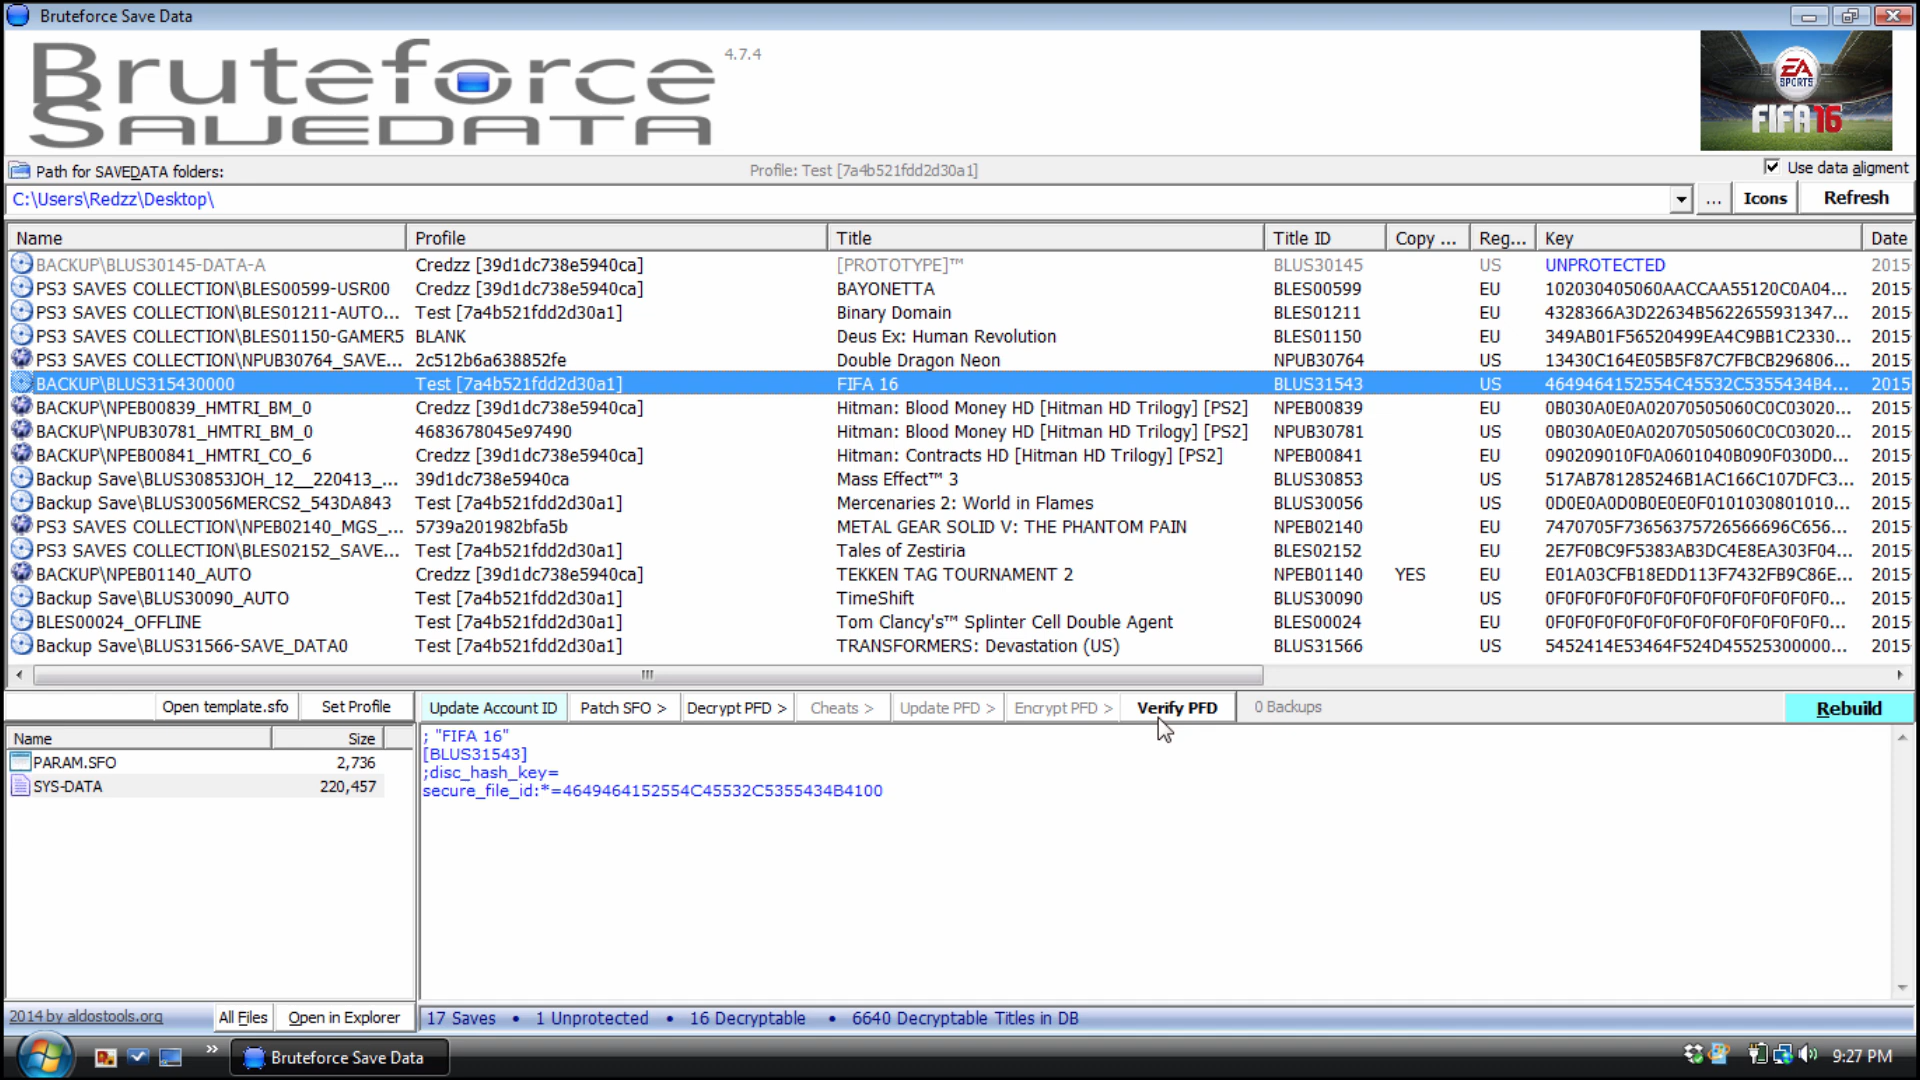 Bruteforce Save Data
Bruteforce
SAVEDATA
4.7.4
EA
SPORTS
FIFA 16
Path for SAVEDATA folders:
Profile: Test [7a4b521fdd2d30a1]
Use data aligment
C:\Users\Redzz\Desktop\
...
Icons
Refresh
Name Profile Title Title ID Copy ... Reg... Key Date
BACKUP\BLUS30145-DATA-A Credzz [39d1dc738e5940ca] [PROTOTYPE]™ BLUS30145 US UNPROTECTED 2015
PS3 SAVES COLLECTION\BLES00599-USR00 Credzz [39d1dc738e5940ca] BAYONETTA BLES00599 EU 102030405060AACCAA55120C0A04... 2015
PS3 SAVES COLLECTION\BLES01211-AUTO... Test [7a4b521fdd2d30a1] Binary Domain BLES01211 EU 4328366A3D22634B5622655931347... 2015
PS3 SAVES COLLECTION\BLES01150-GAMER5 BLANK Deus Ex: Human Revolution BLES01150 EU 349AB01F56520499EA4C9BB1C2330... 2015
PS3 SAVES COLLECTION\NPUB30764_SAVE... 2c512b6a638852fe Double Dragon Neon NPUB30764 US 13430C164E05B5F87C7FBCB296806... 2015
BACKUP\BLUS315430000 Test [7a4b521fdd2d30a1] FIFA 16 BLUS31543 US 4649464152554C45532C5355434B4... 2015
BACKUP\NPEB00839_HMTRI_BM_0 Credzz [39d1dc738e5940ca] Hitman: Blood Money HD [Hitman HD Trilogy] [PS2] NPEB00839 EU 0B030A0E0A02070505060C0C03020... 2015
BACKUP\NPUB30781_HMTRI_BM_0 4683678045e97490 Hitman: Blood Money HD [Hitman HD Trilogy] [PS2] NPUB30781 US 0B030A0E0A02070505060C0C03020... 2015
BACKUP\NPEB00841_HMTRI_CO_6 Credzz [39d1dc738e5940ca] Hitman: Contracts HD [Hitman HD Trilogy] [PS2] NPEB00841 EU 090209010F0A0601040B090F030D0... 2015
Backup Save\BLUS30853JOH_12__220413_... 39d1dc738e5940ca Mass Effect™ 3 BLUS30853 US 517AB781285246B1AC166C107DFC3... 2015
Backup Save\BLUS30056MERCS2_543DA843 Test [7a4b521fdd2d30a1] Mercenaries 2: World in Flames BLUS30056 US 0D0E0A0D0B0E0E0F0101030801010... 2015
PS3 SAVES COLLECTION\NPEB02140_MGS_... 5739a201982bfa5b METAL GEAR SOLID V: THE PHANTOM PAIN NPEB02140 EU 7470705F73656375726566696C656... 2015
PS3 SAVES COLLECTION\BLES02152_SAVE... Test [7a4b521fdd2d30a1] Tales of Zestiria BLES02152 EU 2E7F0BC9F5383AB3DC4E8EA303F04... 2015
BACKUP\NPEB01140_AUTO Credzz [39d1dc738e5940ca] TEKKEN TAG TOURNAMENT 2 NPEB01140 YES EU E01A03CFB18EDD113F7432FB9C86E... 2015
Backup Save\BLUS30090_AUTO Test [7a4b521fdd2d30a1] TimeShift BLUS30090 US 0F0F0F0F0F0F0F0F0F0F0F0F0F0F0... 2015
BLES00024_OFFLINE Test [7a4b521fdd2d30a1] Tom Clancy's™ Splinter Cell Double Agent BLES00024 EU 0F0F0F0F0F0F0F0F0F0F0F0F0F0F0... 2015
Backup Save\BLUS31566-SAVE_DATA0 Test [7a4b521fdd2d30a1] TRANSFORMERS: Devastation (US) BLUS31566 US 5452414E53464F524D45525300000... 2015
Open template.sfo Set Profile Update Account ID Patch SFO > Decrypt PFD > Cheats > Update PFD > Encrypt PFD > Verify PFD 0 Backups Rebuild
Name Size
PARAM.SFO 2,736
SYS-DATA 220,457
; "FIFA 16"
[BLUS31543]
;disc_hash_key=
secure_file_id:*=4649464152554C45532C5355434B4100
2014 by aldostools.org All Files Open in Explorer 17 Saves • 1 Unprotected • 16 Decryptable • 6640 Decryptable Titles in DB
» Bruteforce Save Data 9:27 PM